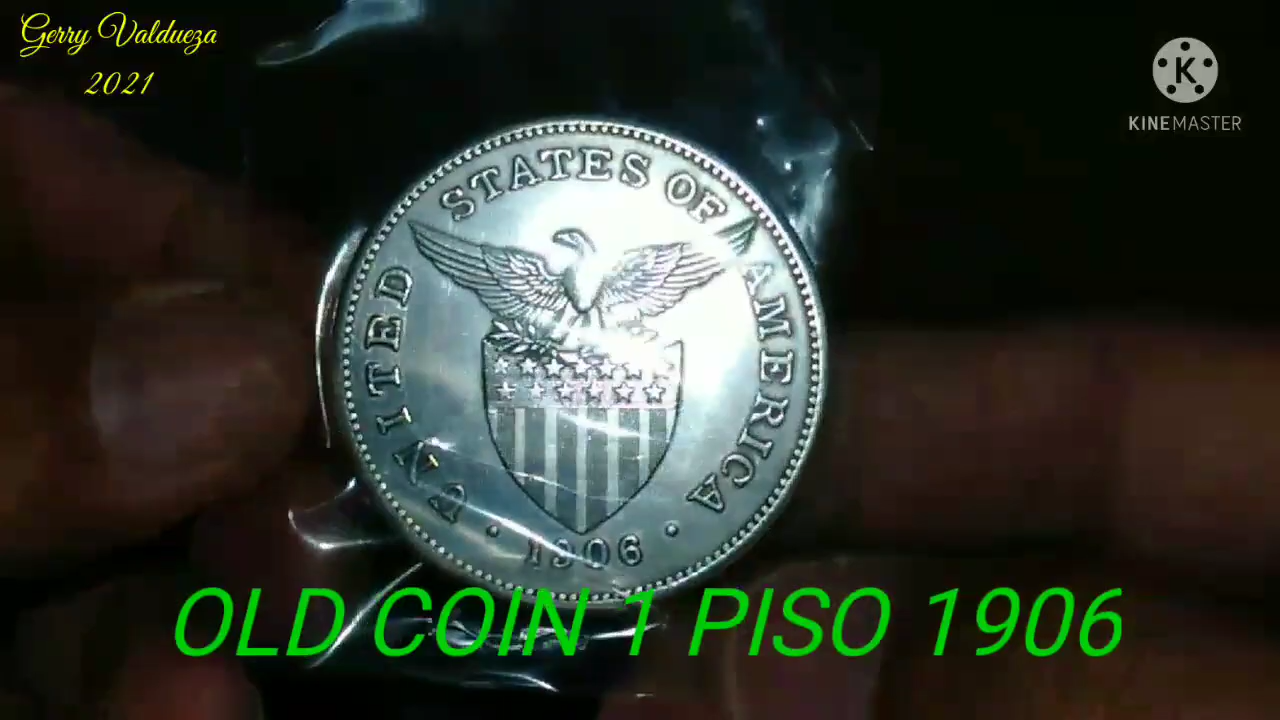 Gerry Valdueza
2021
K
KINEMASTER
UNITED STATES OF AMERICA
• 1906 •
OLD COIN 1 PISO 1906